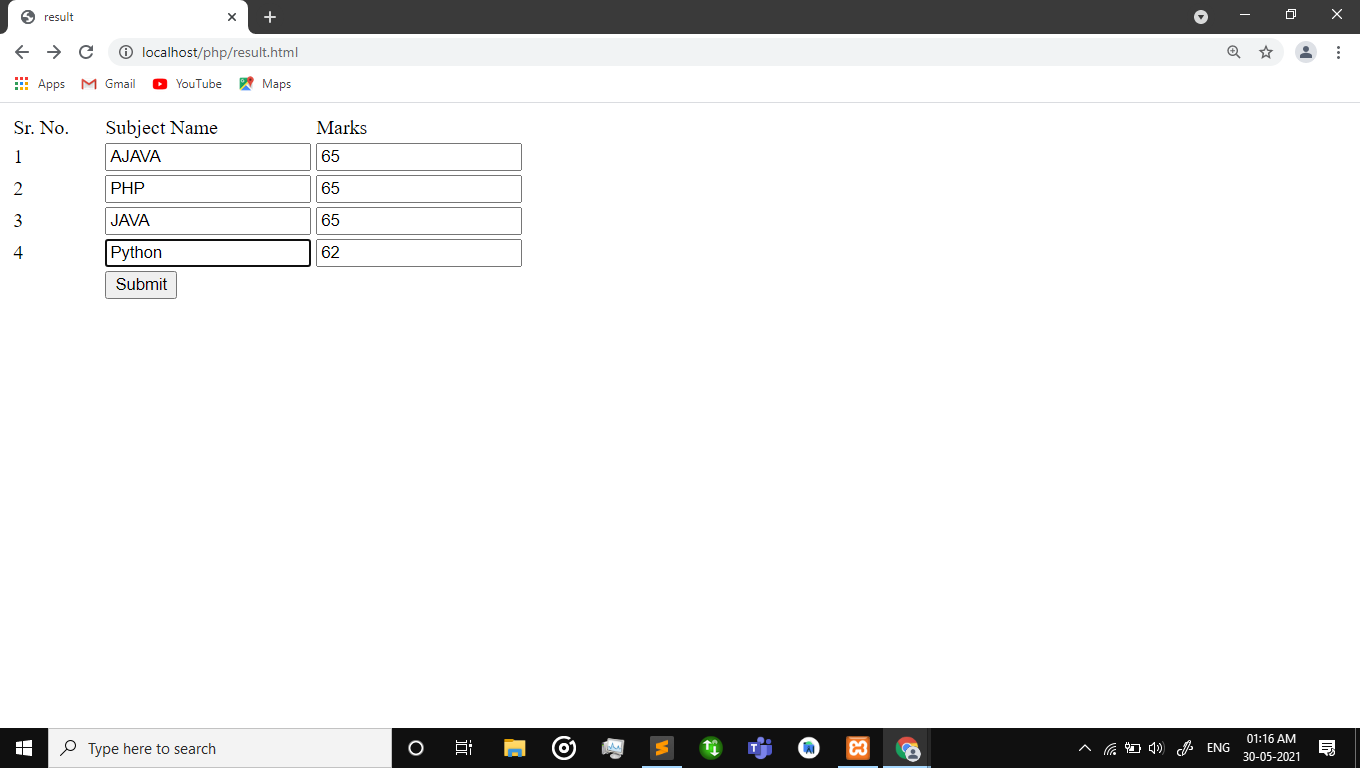 result
localhost/php/result.html
Apps Gmail YouTube Maps
Sr. No. Subject Name Marks
1 AJAVA 65
2 PHP 65
3 JAVA 65
4 Python 62
Submit
Type here to search
ENG 01:16 AM
30-05-2021